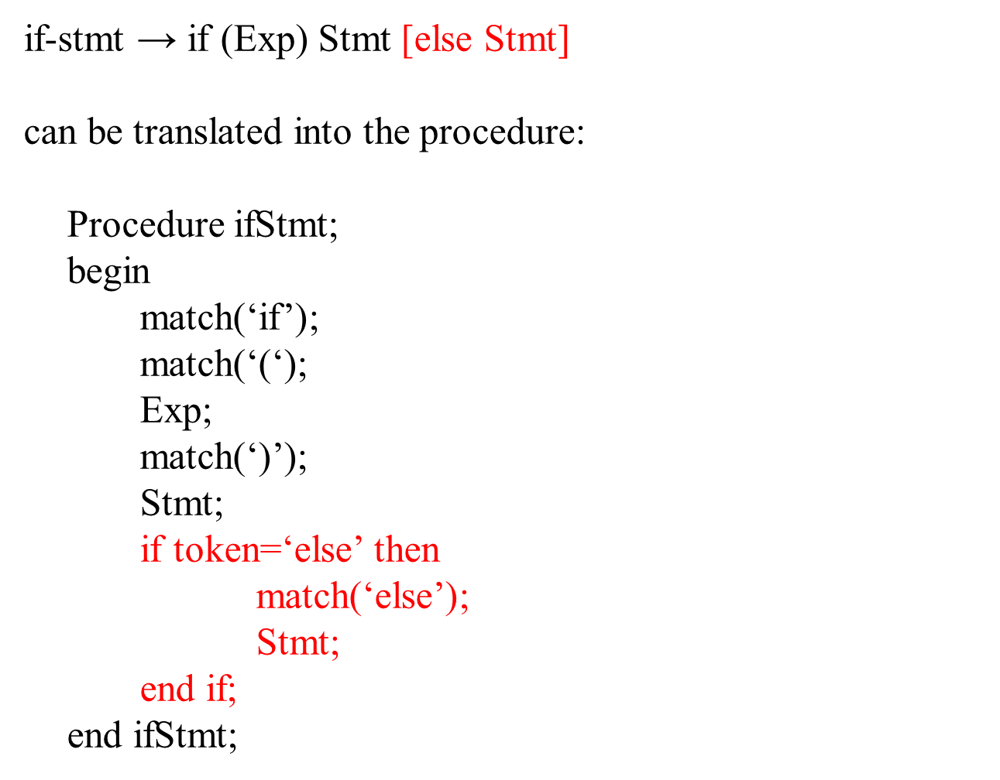 if-stmt → if (Exp) Stmt [else Stmt]
can be translated into the procedure:
Procedure ifStmt;
begin
match(‘if’);
match(‘(‘);
Exp;
match(‘)’);
Stmt;
if token=‘else’ then
match(‘else’);
Stmt;
end if;
end ifStmt;